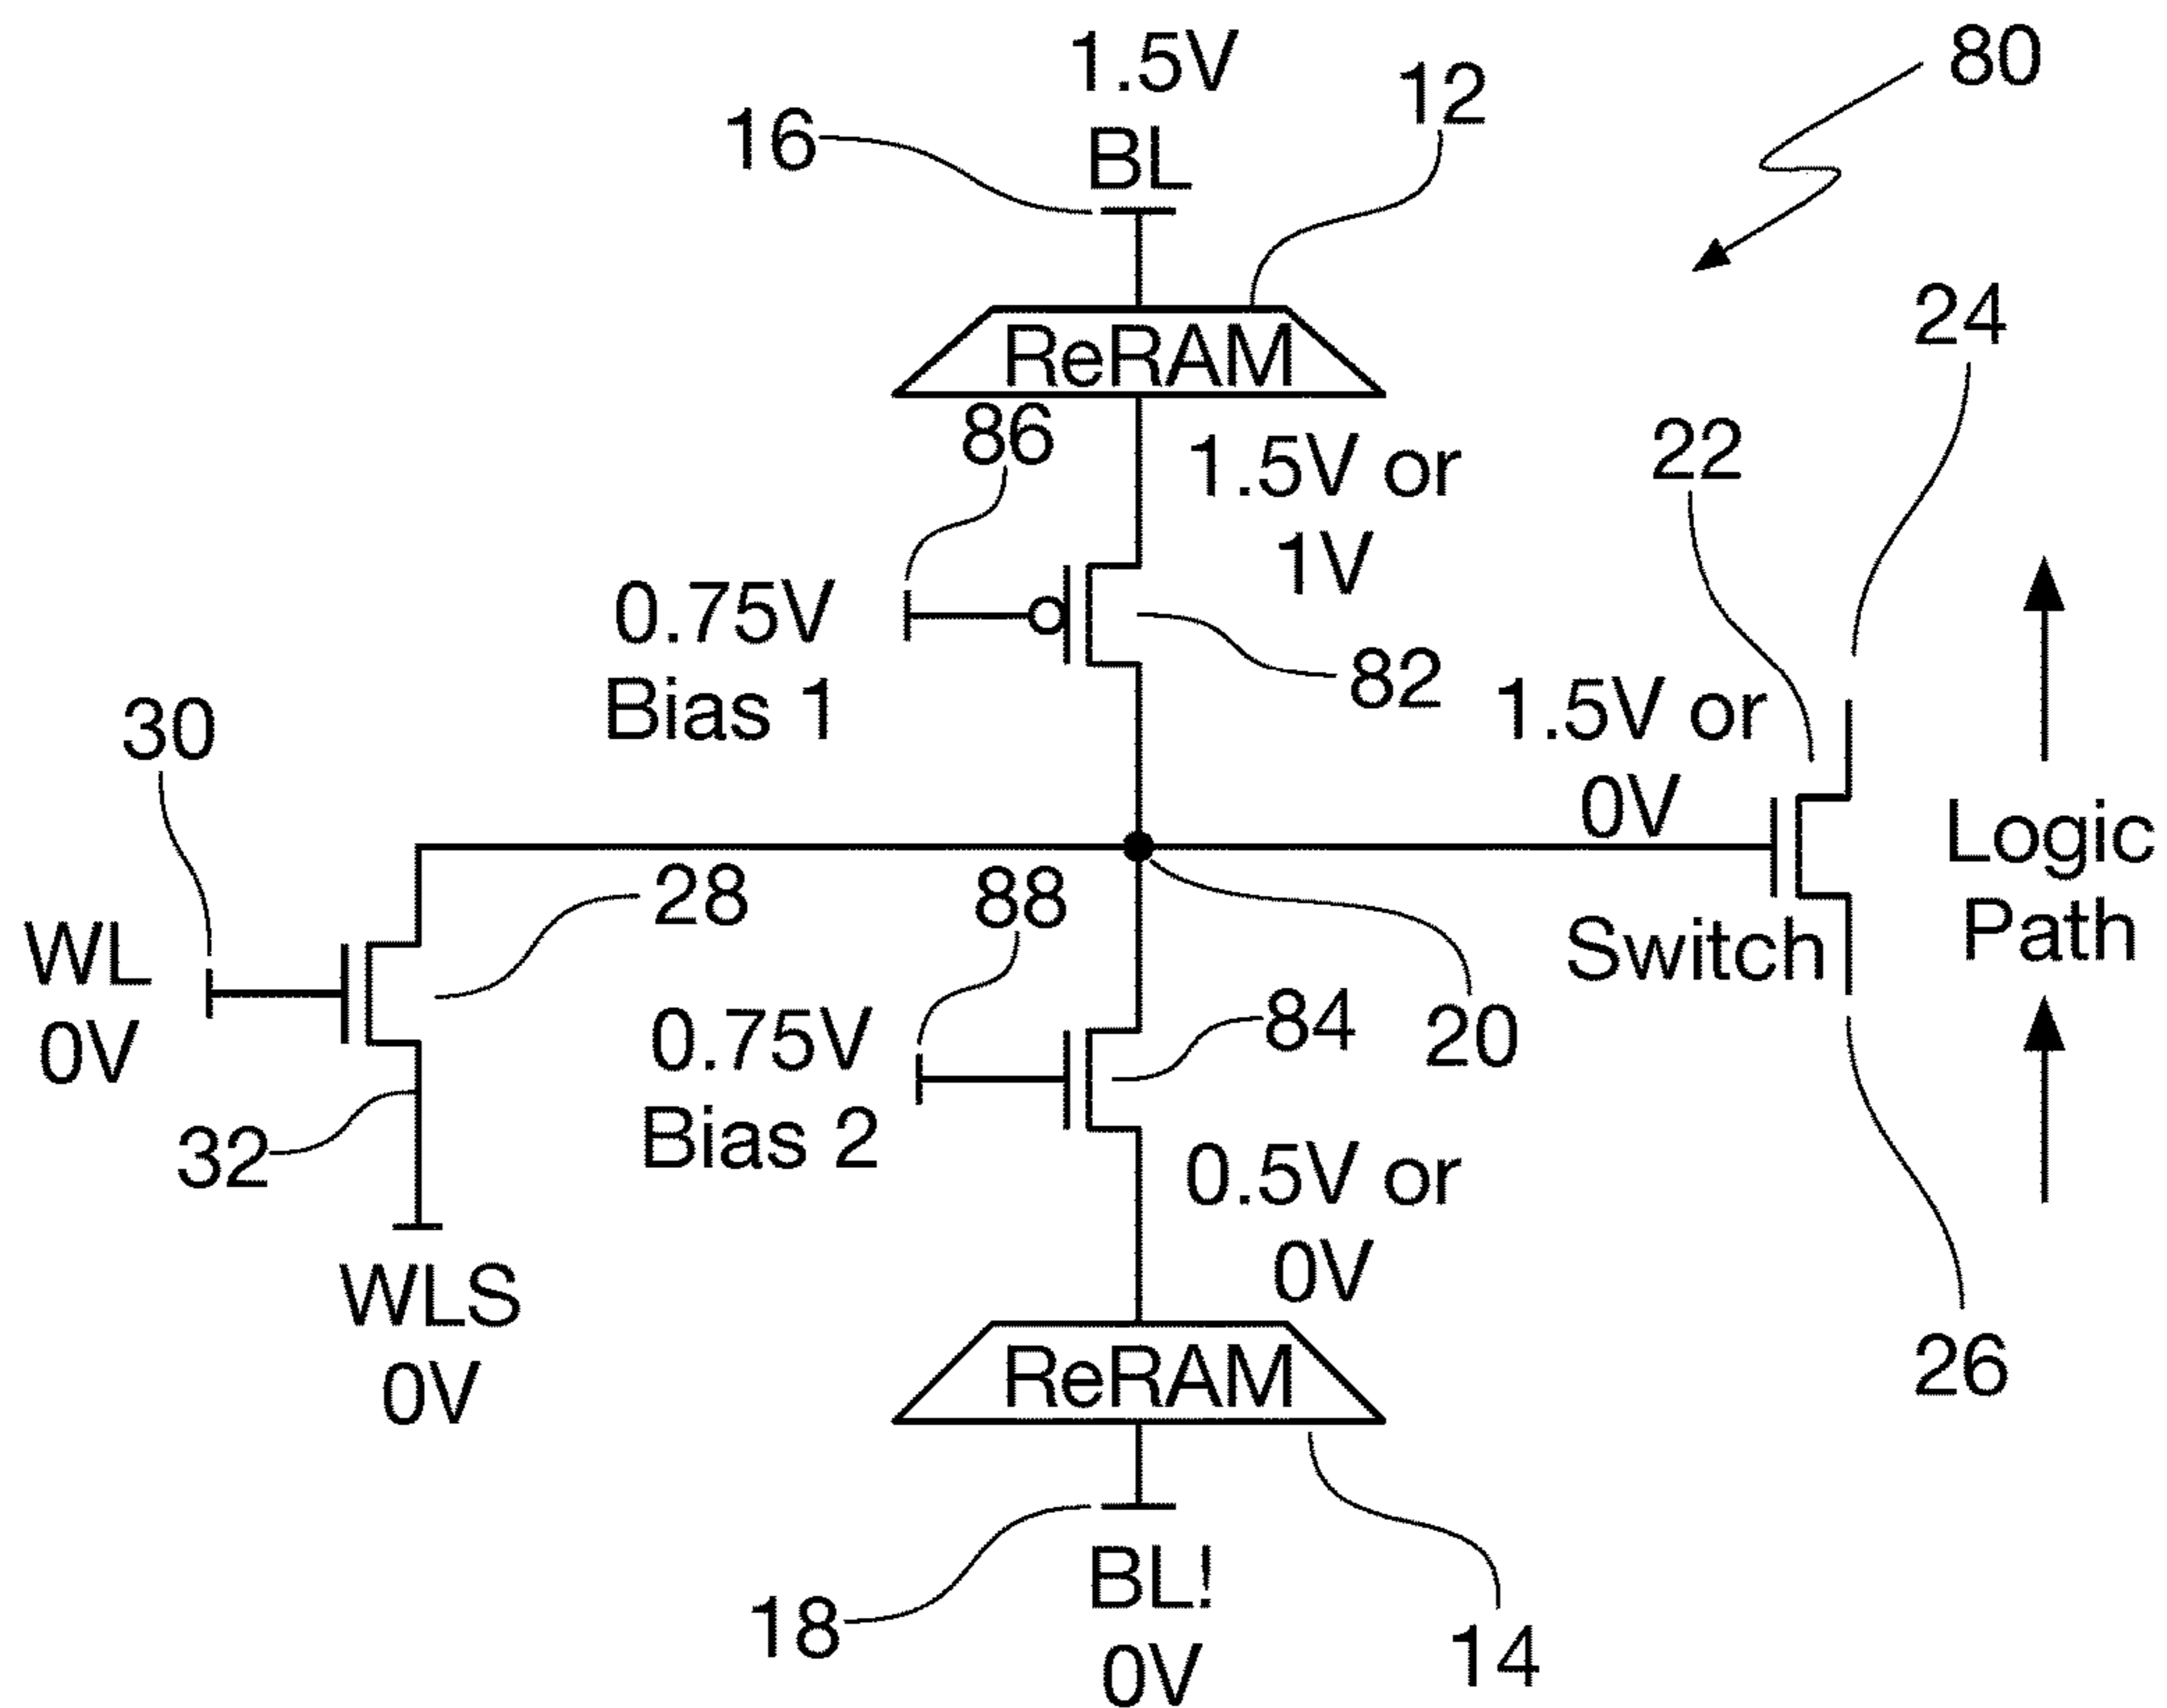 1.5V
BL
16
12
80
ReRAM
86
1.5V or
1V
24
22
0.75V
Bias 1
82
1.5V or
0V
30
28
88
Logic
Path
Switch
WL
0V
0.75V
Bias 2
84
20
32
0.5V or
0V
WLS
0V
ReRAM
26
18
BL!
0V
14